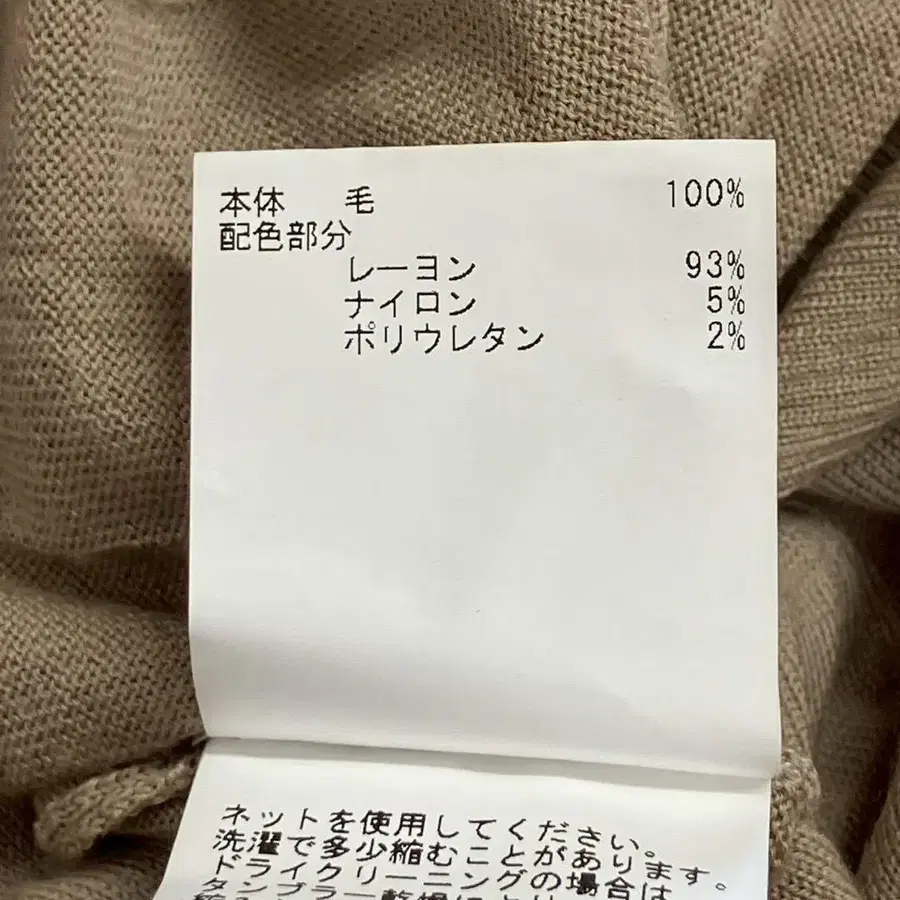 本体 毛 100%
配色部分
レーヨン 93%
ナイロン 5%
ポリウレタン 2%
ネットを使用してください。
洗濯で多少縮むことがあります。
ドライクリーニングの場合は